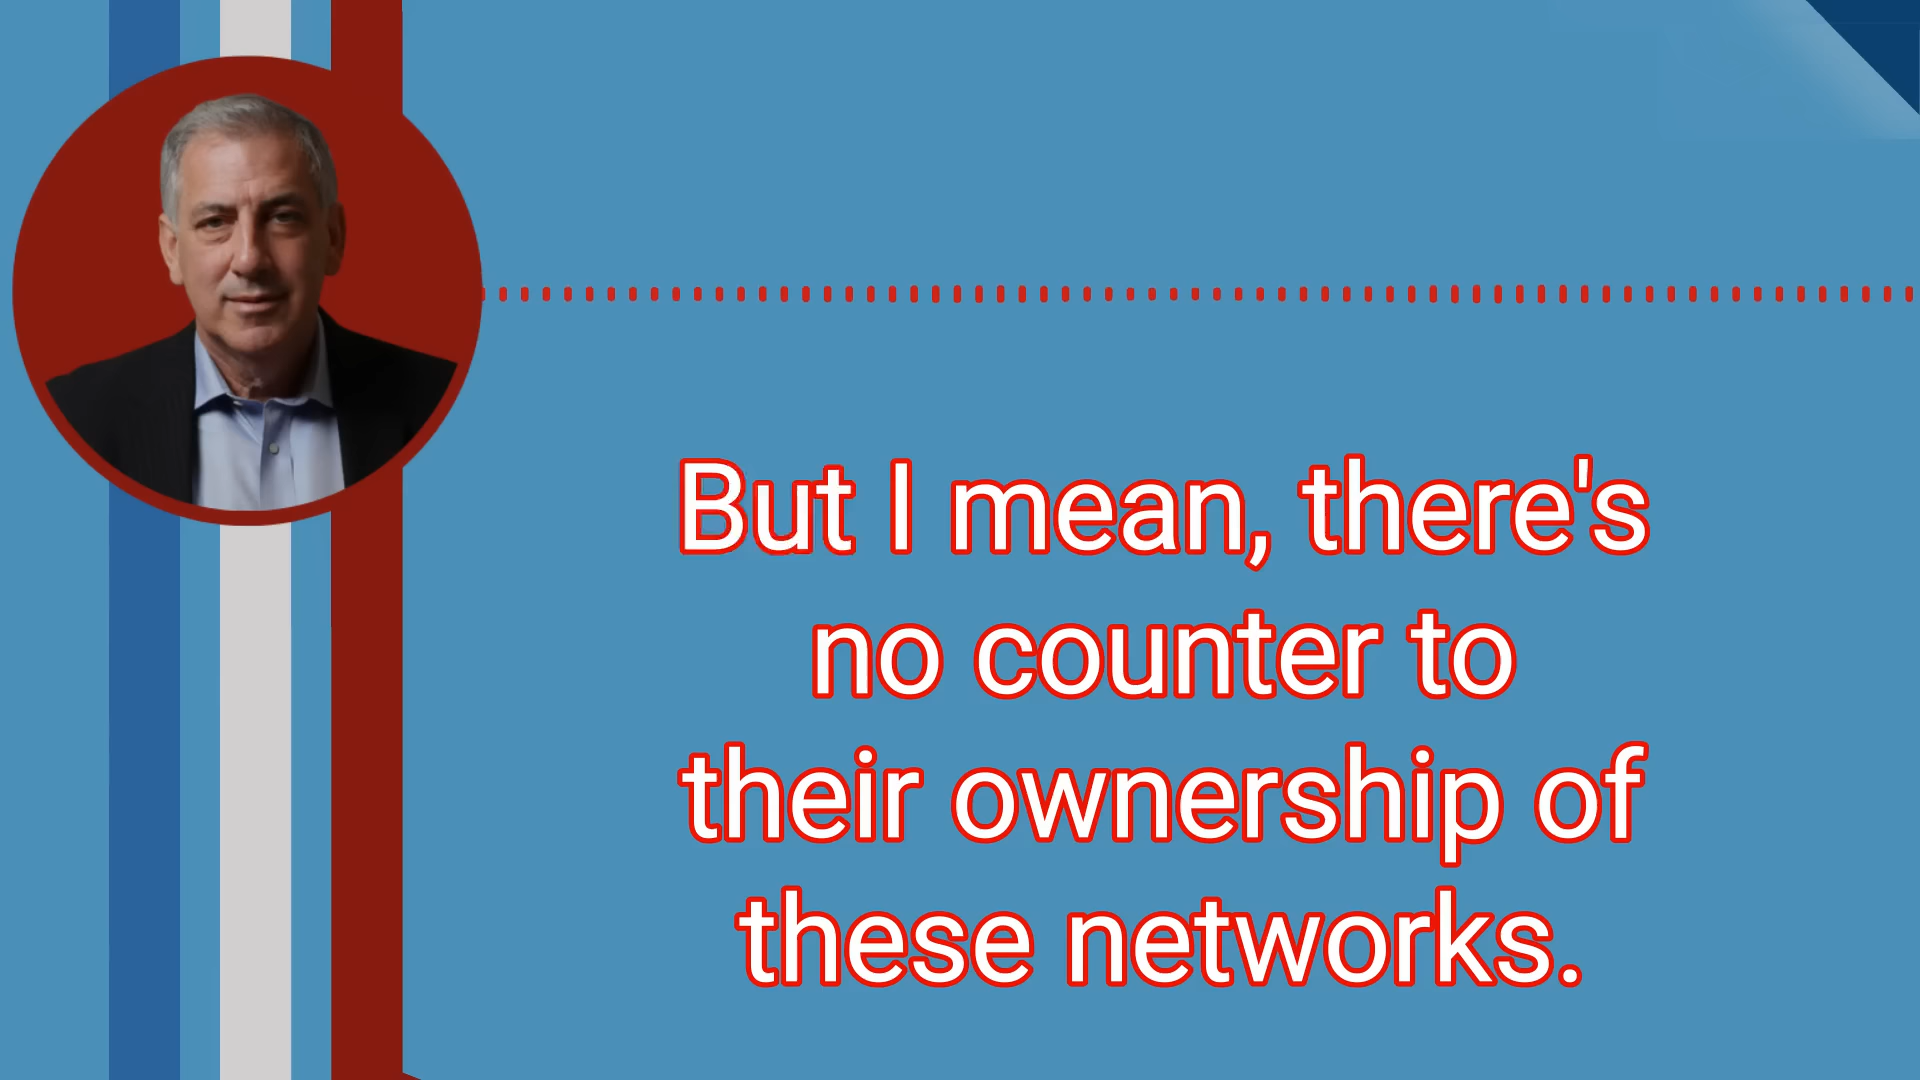 But I mean, there's
no counter to
their ownership of
these networks.